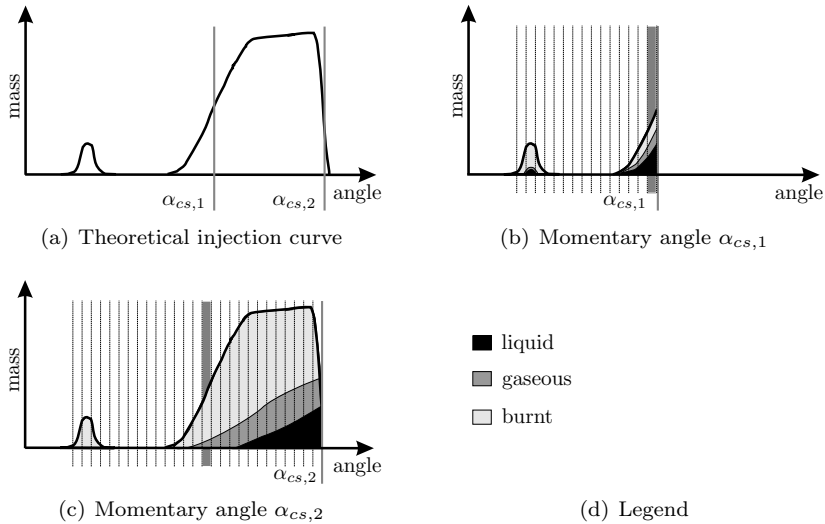 mass
angle
α_{cs,1}
α_{cs,2}
(a) Theoretical injection curve
mass
angle
α_{cs,1}
(b) Momentary angle α_{cs,1}
mass
angle
α_{cs,2}
(c) Momentary angle α_{cs,2}
liquid
gaseous
burnt
(d) Legend